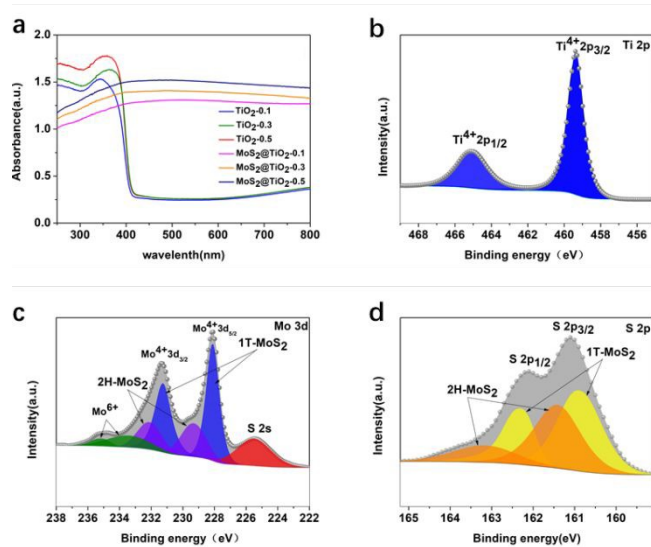 a
Absorbance(a.u.)
2.0
1.5
1.0
0.5
0.0
TiO₂-0.1
TiO₂-0.3
TiO₂-0.5
MoS₂@TiO₂-0.1
MoS₂@TiO₂-0.3
MoS₂@TiO₂-0.5
300 400 500 600 700 800
wavelenth(nm)
b
Intensity(a.u.)
Ti⁴⁺2p₃/₂
Ti 2p
Ti⁴⁺2p₁/₂
468 466 464 462 460 458 456
Binding energy（eV）
c
Intensity(a.u.)
Mo⁴⁺3d₅/₂
Mo 3d
Mo⁴⁺3d₃/₂
1T-MoS₂
2H-MoS₂
Mo⁶⁺
S 2s
238 236 234 232 230 228 226 224 222
Binding energy（eV）
d
Intensity(a.u.)
S 2p₃/₂
S 2p
S 2p₁/₂
1T-MoS₂
2H-MoS₂
165 164 163 162 161 160
Binding energy(eV)